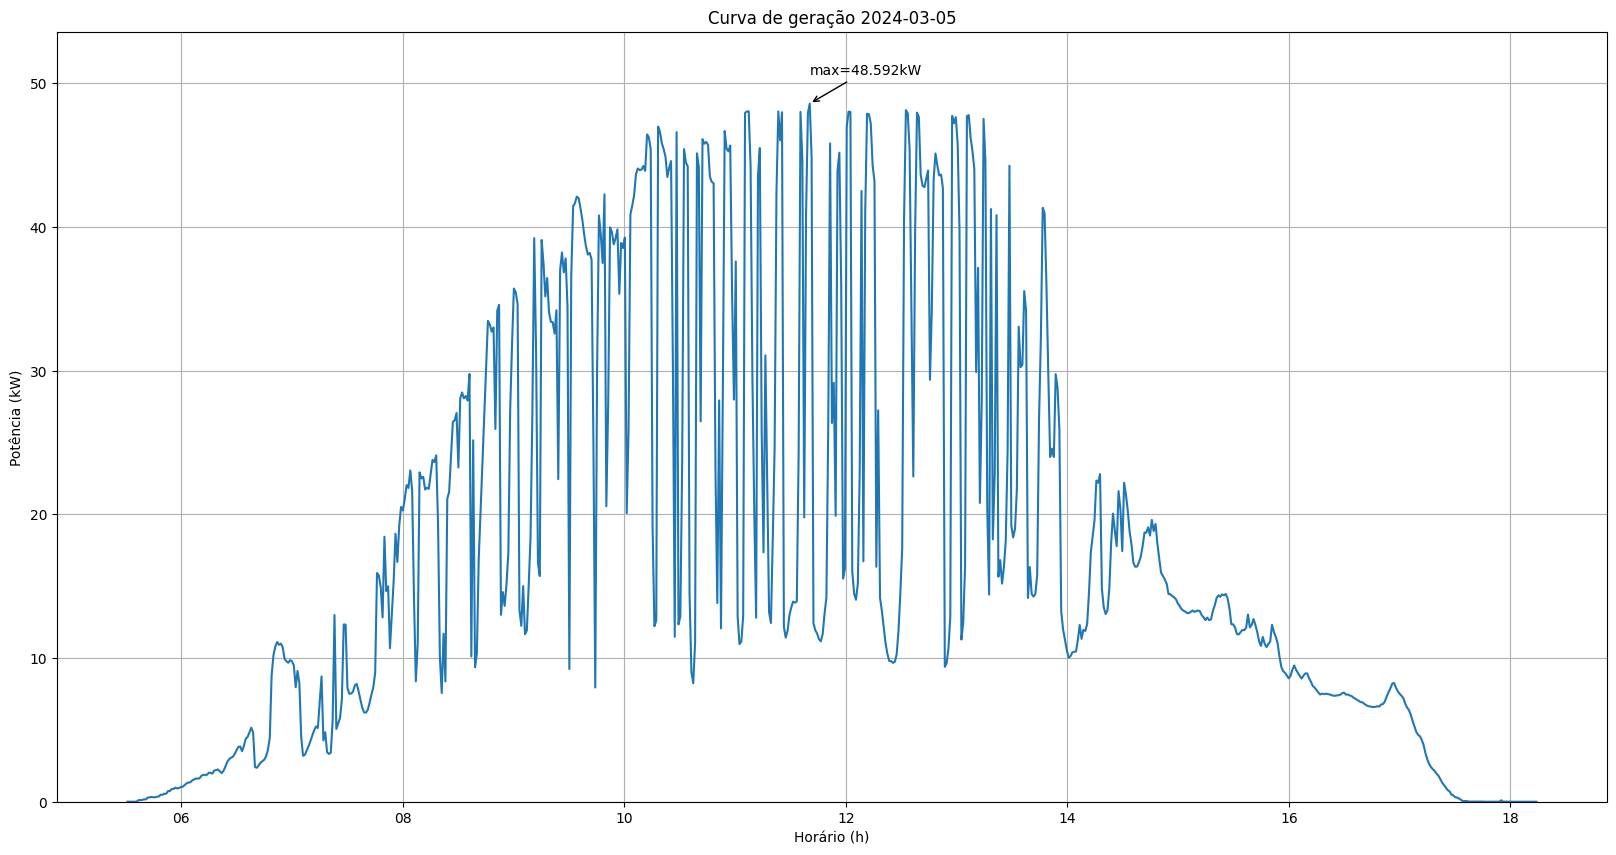 Curva de geração 2024-03-05
max=48.592kW
50
40
30
20
10
0
Potência (kW)
06 08 10 12 14 16 18
Horário (h)